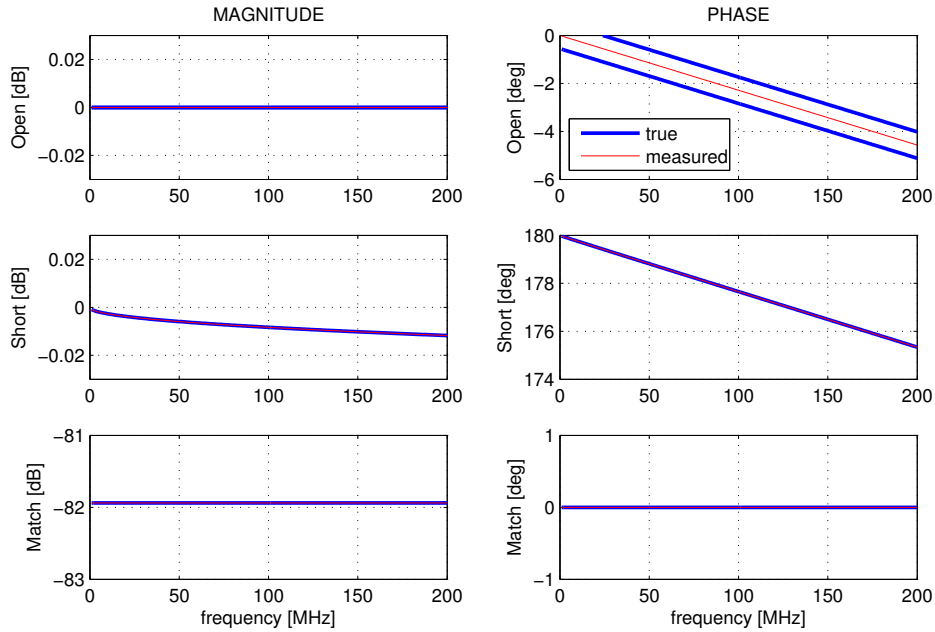 MAGNITUDE
Open [dB]
0.02
0
−0.02
0 50 100 150 200
PHASE
Open [deg]
0
−2
−4
−6
true
measured
0 50 100 150 200
Short [dB]
0.02
0
−0.02
0 50 100 150 200
Short [deg]
180
178
176
174
0 50 100 150 200
Match [dB]
−81
−82
−83
0 50 100 150 200
frequency [MHz]
Match [deg]
1
0
−1
0 50 100 150 200
frequency [MHz]